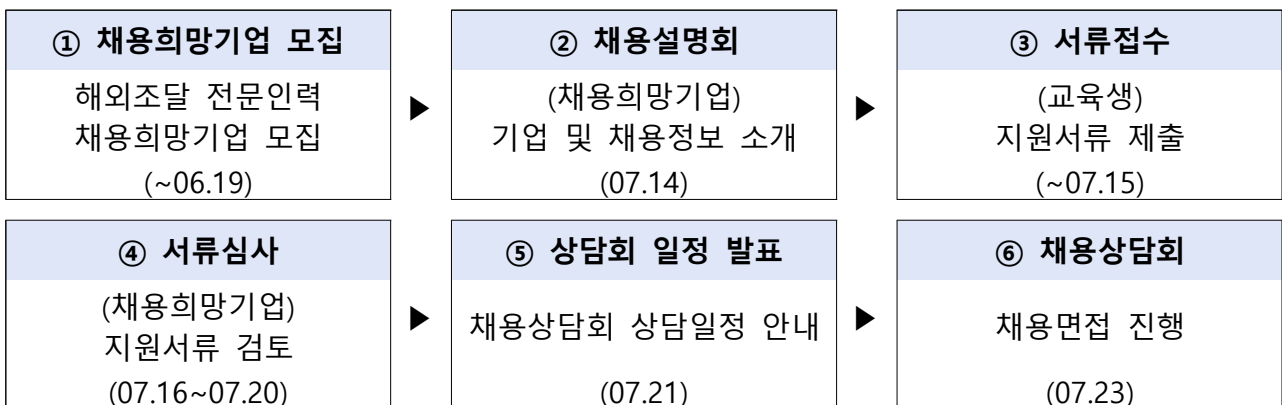 ① 채용희망기업 모집
해외조달 전문인력
채용희망기업 모집
(~06.19)
▶
② 채용설명회
(채용희망기업)
기업 및 채용정보 소개
(07.14)
▶
③ 서류접수
(교육생)
지원서류 제출
(~07.15)
④ 서류심사
(채용희망기업)
지원서류 검토
(07.16~07.20)
▶
⑤ 상담회 일정 발표
채용상담회 상담일정 안내
(07.21)
▶
⑥ 채용상담회
채용면접 진행
(07.23)